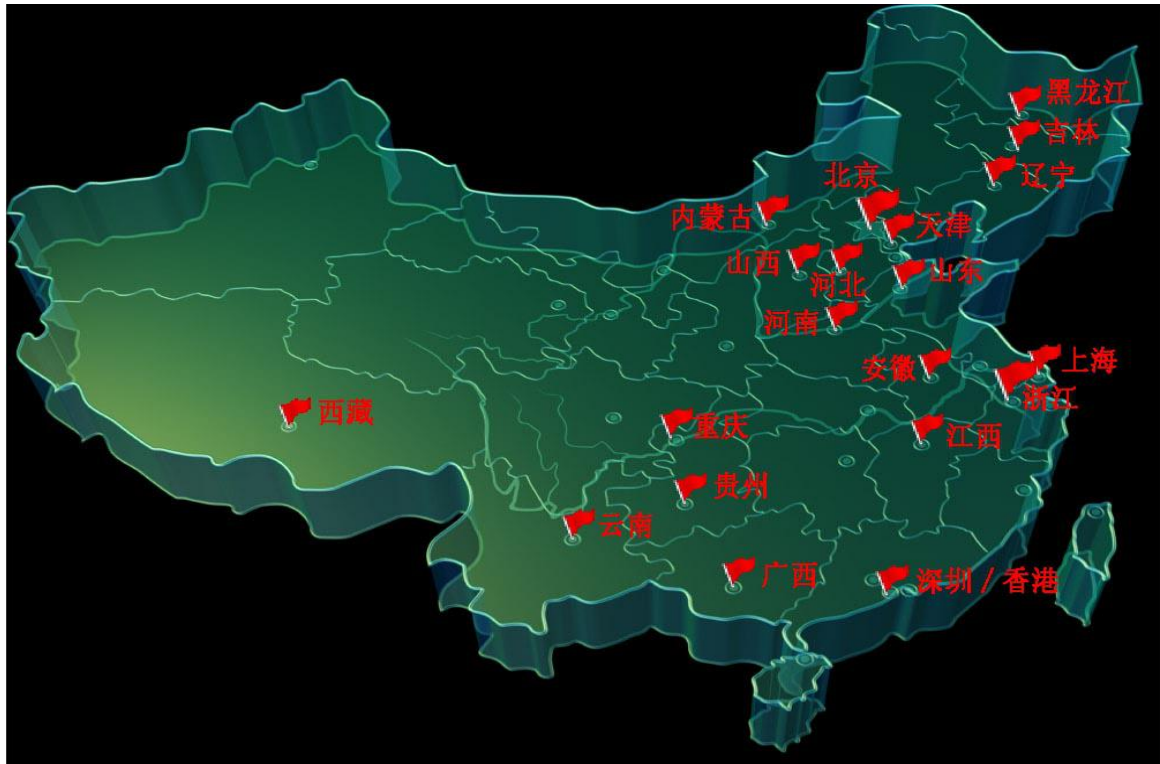 黑龙江
吉林
辽宁
北京
内蒙古
天津
山西
河北
山东
河南
安徽
上海
浙江
西藏
重庆
江西
贵州
云南
广西
深圳/香港